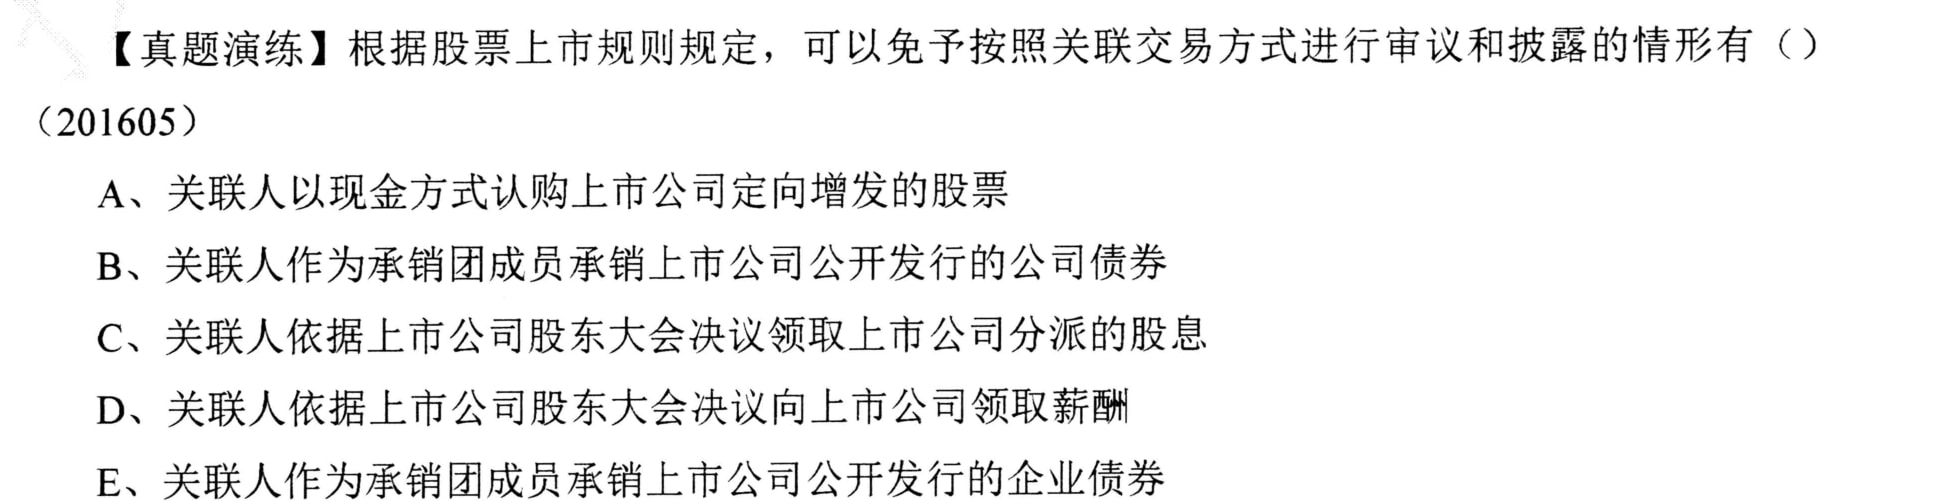 【真题演练】根据股票上市规则规定，可以免予按照关联交易方式进行审议和披露的情形有（）
（201605）
A、关联人以现金方式认购上市公司定向增发的股票
B、关联人作为承销团成员承销上市公司公开发行的公司债券
C、关联人依据上市公司股东大会决议领取上市公司分派的股息
D、关联人依据上市公司股东大会决议向上市公司领取薪酬
E、关联人作为承销团成员承销上市公司公开发行的企业债券